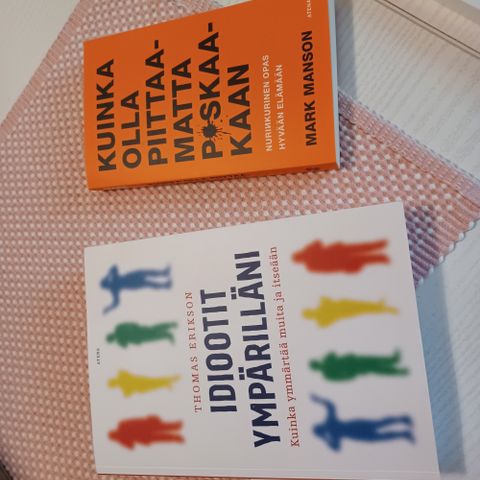 KUINKA
OLLA
PIITTAA-
MATTA
P*SKAA-
KAAN
NURINKURINEN OPAS
HYVÄÄN ELÄMÄÄN
MARK MANSON
ATENA
ATENA
THOMAS ERIKSON
IDIOOTIT
YMPÄRILLÄNI
Kuinka ymmärtää muita ja itseään